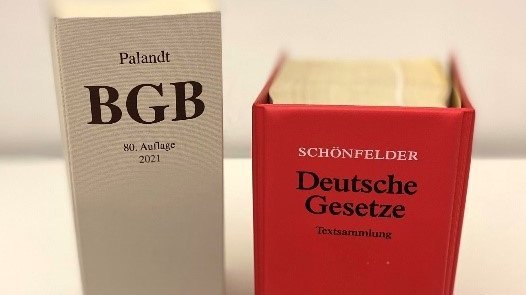 Palandt
BGB
80. Auflage
2021
SCHÖNFELDER
Deutsche
Gesetze
Textsammlung